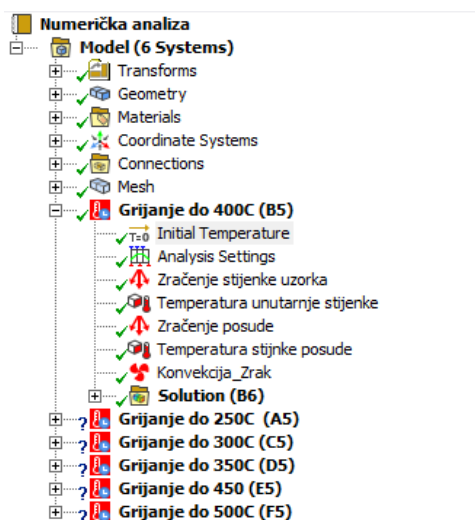 Numerička analiza
Model (6 Systems)
Transforms
Geometry
Materials
Coordinate Systems
Connections
Mesh
Grijanje do 400C (B5)
T=0 Initial Temperature
Analysis Settings
Zračenje stijenke uzorka
Temperatura unutarnje stijenke
Zračenje posude
Temperatura stijnke posude
Konvekcija_Zrak
Solution (B6)
? Grijanje do 250C (A5)
? Grijanje do 300C (C5)
? Grijanje do 350C (D5)
? Grijanje do 450 (E5)
? Grijanje do 500C (F5)